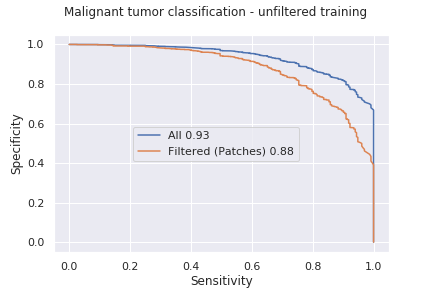 Malignant tumor classification - unfiltered training
1.0
0.8
0.6
0.4
0.2
0.0
Specificity
All 0.93
Filtered (Patches) 0.88
0.0 0.2 0.4 0.6 0.8 1.0
Sensitivity